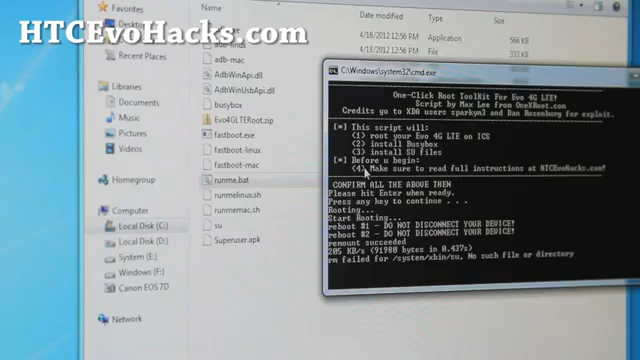 HTCEvoHacks.com
Favorites
Desktop
Recent Places
Libraries
Documents
Music
Pictures
Videos
Homegroup
Computer
Local Disk (C:)
Local Disk (D:)
System (E:)
Windows (F:)
Canon EOS 7D
Network
Date modified
Type
Size
4/18/2012 12:56 PM
Application
566 KB
4/18/2012 12:56 PM
File
333 KB
adb-mac
AdbWinApi.dll
AdbWinUsbApi.dll
busybox
Evo4GLTERoot.zip
fastboot.exe
fastboot-linux
fastboot-mac
runme.bat
runmelinux.sh
runmemac.sh
su
Superuser.apk
C:\Windows\system32\cmd.exe
One-Click Root ToolKit For Evo 4G LTE!
Script by Max Lee from OneXRoot.com
Credits go to XDA users sparkym3 and Dan Rosenburg for exploit.
[*] This script will:
(1) root your Evo 4G LTE on ICS
(2) install Busybox
(3) install SU files
[*] Before u begin:
(4) Make sure to read full instructions at HTCEvoHacks.com!
CONFIRM ALL THE ABOVE THEN
Please hit Enter when ready.
Press any key to continue . . .
Rooting...
Start Rooting...
reboot #1 - DO NOT DISCONNECT YOUR DEVICE!
reboot #2 - DO NOT DISCONNECT YOUR DEVICE!
remount succeeded
205 KB/s (91980 bytes in 0.437s)
rm failed for /system/xbin/su, No such file or directory